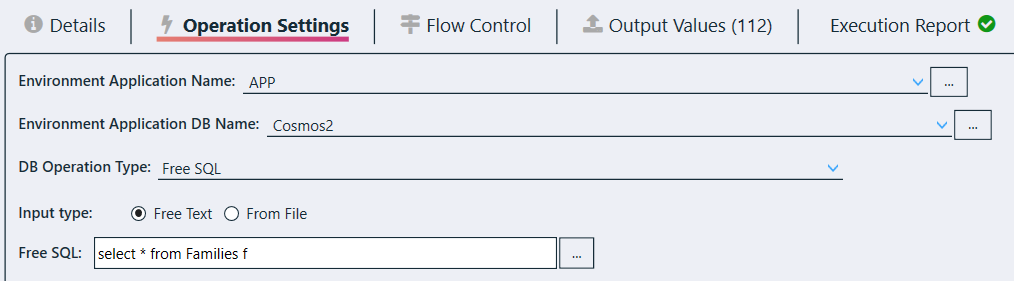 Details Operation Settings Flow Control Output Values (112) Execution Report
Environment Application Name: APP ...
Environment Application DB Name: Cosmos2 ...
DB Operation Type: Free SQL
Input type: Free Text From File
Free SQL: select * from Families f ...